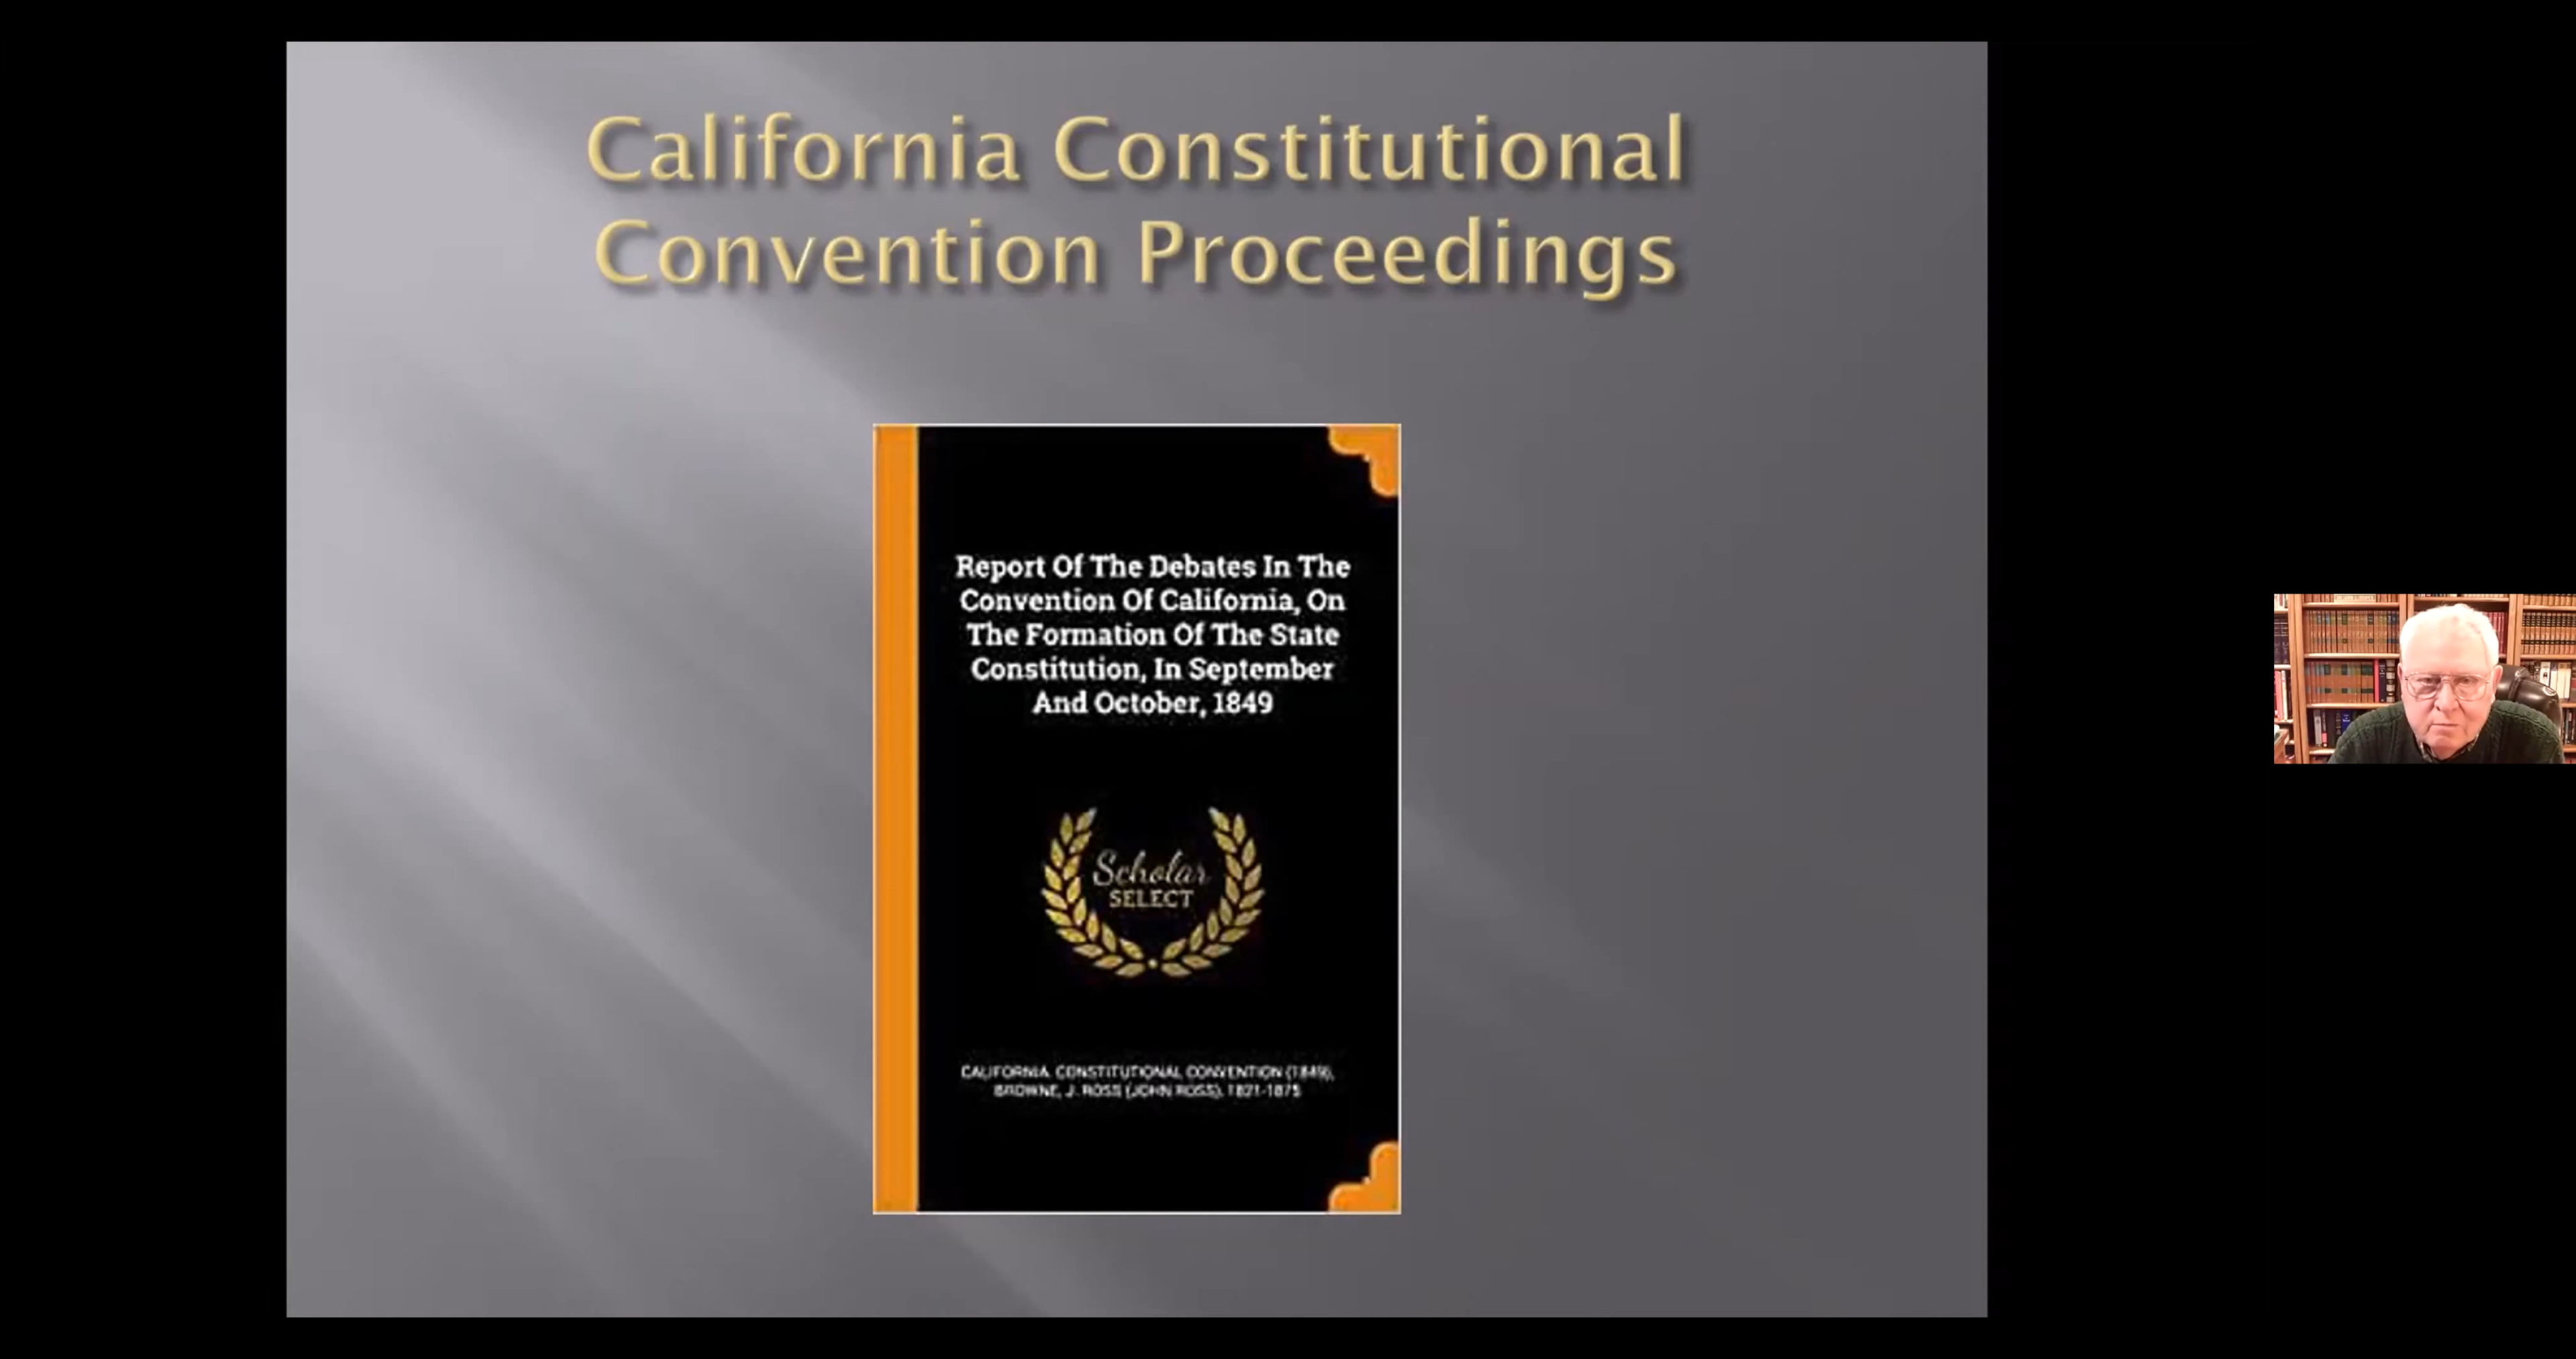 California Constitutional
Convention Proceedings
Report Of The Debates In The
Convention Of California, On
The Formation Of The State
Constitution, In September
And October, 1849
Scholar
SELECT
CALIFORNIA. CONSTITUTIONAL CONVENTION (1849),
BROWNE, J. ROSS (JOHN ROSS), 1821-1875